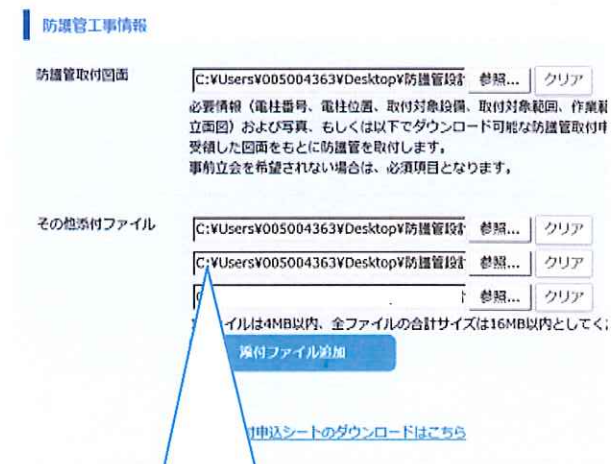 防護管工事情報
防護管取付図面
C:¥Users¥005004363¥Desktop¥防護管設
参照...
クリア
必要情報（電柱番号、電柱位置、取付対象設備、取付対象範囲、作業範
立面図）および写真、もしくは以下でダウンロード可能な防護管取付申
受領した図面をもとに防護管を取付します。
事前立会を希望されない場合は、必須項目となります。
その他添付ファイル
C:¥Users¥005004363¥Desktop¥防護管設
参照...
クリア
C:¥Users¥005004363¥Desktop¥防護管設
参照...
クリア
参照...
クリア
イルは4MB以内、全ファイルの合計サイズは16MB以内としてく
添付ファイル追加
付申込シートのダウンロードはこちら